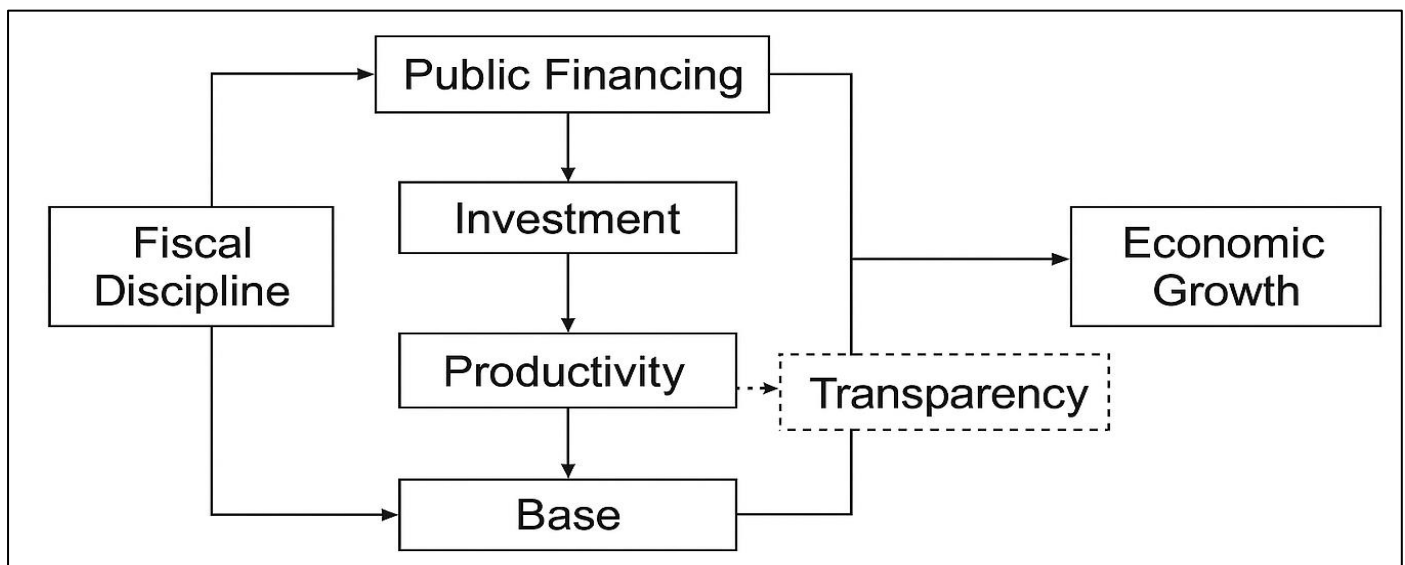 Public Financing
Investment
Fiscal
Discipline
Economic
Growth
Productivity
Transparency
Base